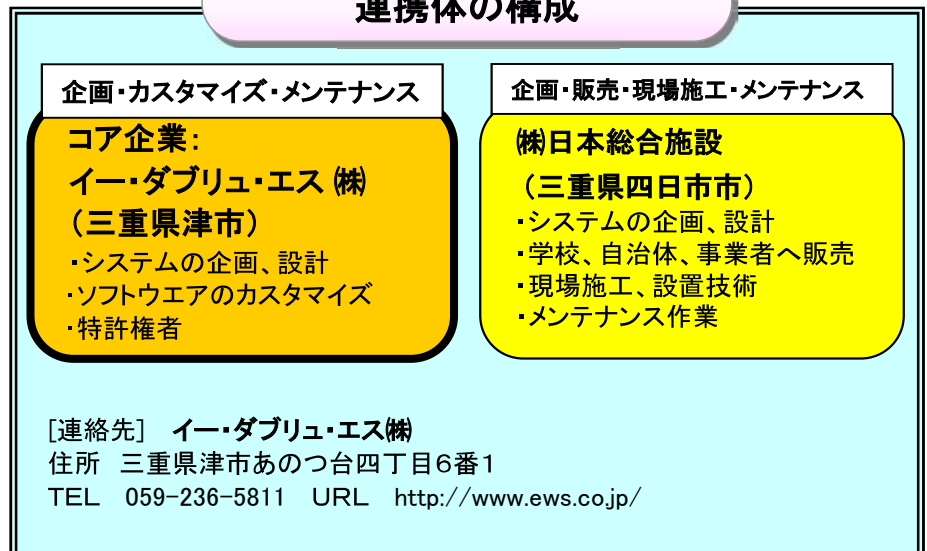 連携体の構成
企画・カスタマイズ・メンテナンス
コア企業：
イー・ダブリュ・エス ㈱
（三重県津市）
・システムの企画、設計
・ソフトウエアのカスタマイズ
・特許権者
企画・販売・現場施工・メンテナンス
㈱日本総合施設
（三重県四日市市）
・システムの企画、設計
・学校、自治体、事業者へ販売
・現場施工、設置技術
・メンテナンス作業
[連絡先]　イー・ダブリュ・エス㈱
住所　三重県津市あのつ台四丁目６番１
ＴＥＬ　059-236-5811　ＵＲＬ　http://www.ews.co.jp/